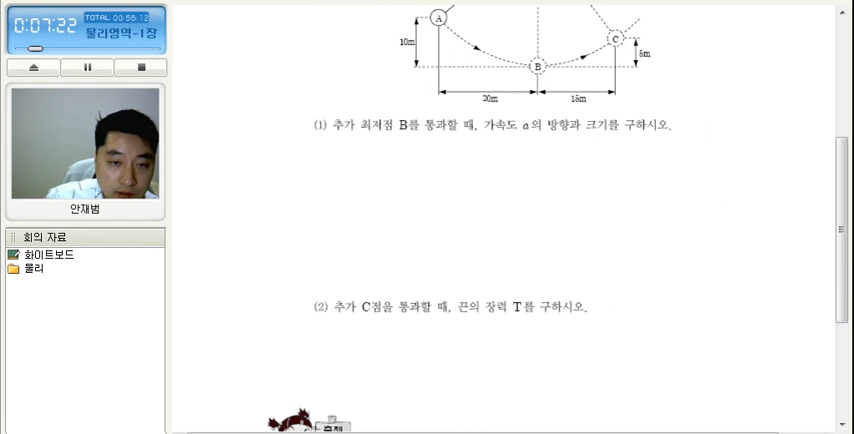 0:07:22
TOTAL 00:56:12
물리영역-1장
안재범
회의 자료
화이트보드
물리
A
10m
B
C
5m
20m
15m
(1) 추가 최저점 B를 통과할 때, 가속도 a의 방향과 크기를 구하시오.
(2) 추가 C점을 통과할 때, 끈의 장력 T를 구하시오.